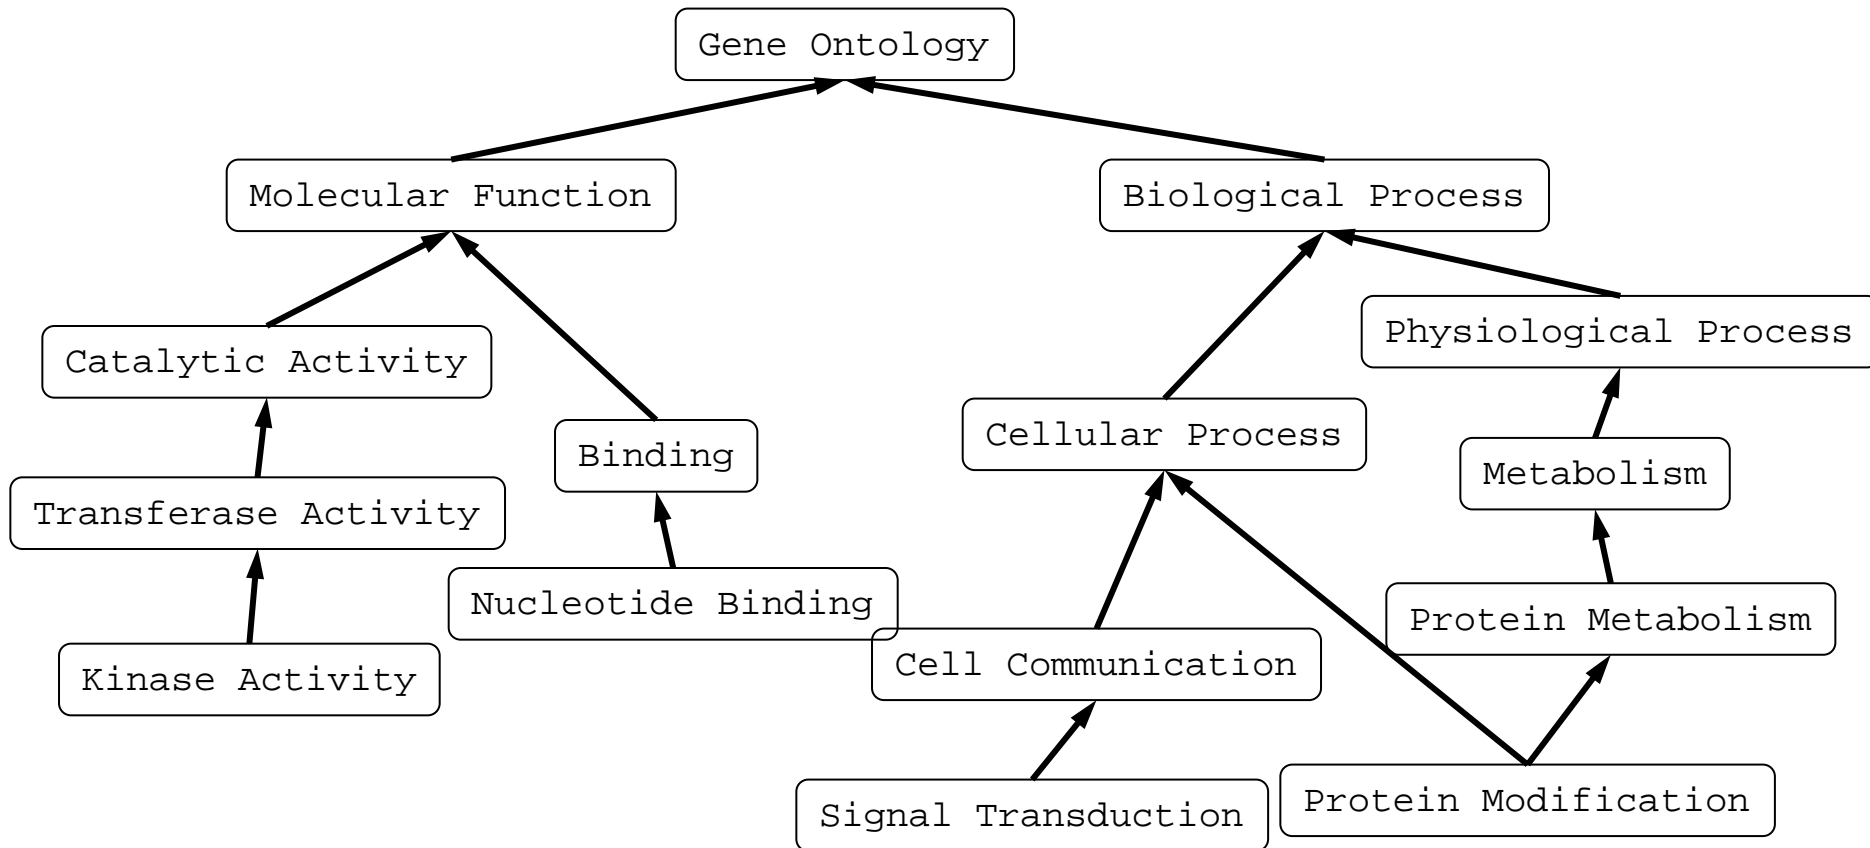 Gene Ontology
Molecular Function
Biological Process
Physiological Process
Catalytic Activity
Cellular Process
Binding
Metabolism
Transferase Activity
Nucleotide Binding
Protein Metabolism
Cell Communication
Kinase Activity
Protein Modification
Signal Transduction